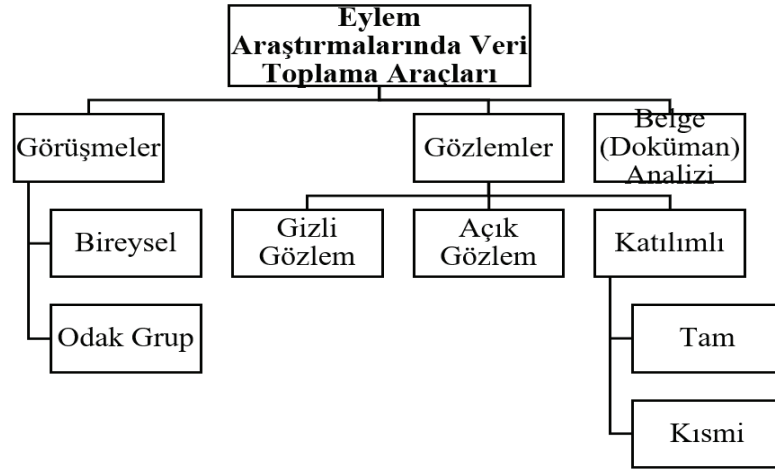 Eylem
Araştırmalarında Veri
Toplama Araçları
Görüşmeler
Gözlemler
Belge
(Doküman)
Analizi
Bireysel
Gizli
Gözlem
Açık
Gözlem
Katılımlı
Odak Grup
Tam
Kısmi